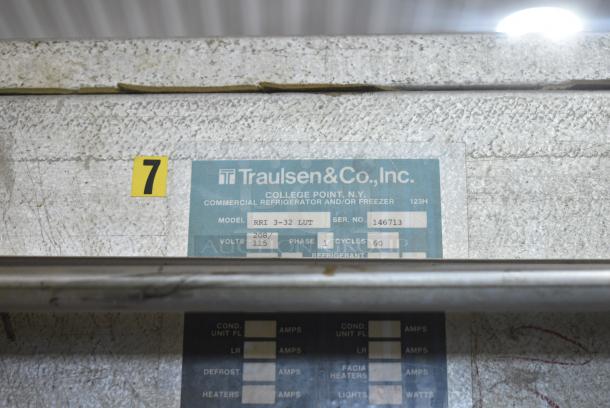 7
Traulsen & Co., Inc.
COLLEGE POINT, N.Y.
COMMERCIAL REFRIGERATOR AND/OR FREEZER 123H
MODEL RRI 3-32 LUT SER. NO. 146713
208/
VOLTS 115 PHASE 1 CYCLES 60
REFRIGERANT
COND. UNIT FL AMPS COND. UNIT FL AMPS
LR AMPS LR AMPS
DEFROST AMPS FACIA HEATERS AMPS
HEATERS AMPS LIGHTS WATTS